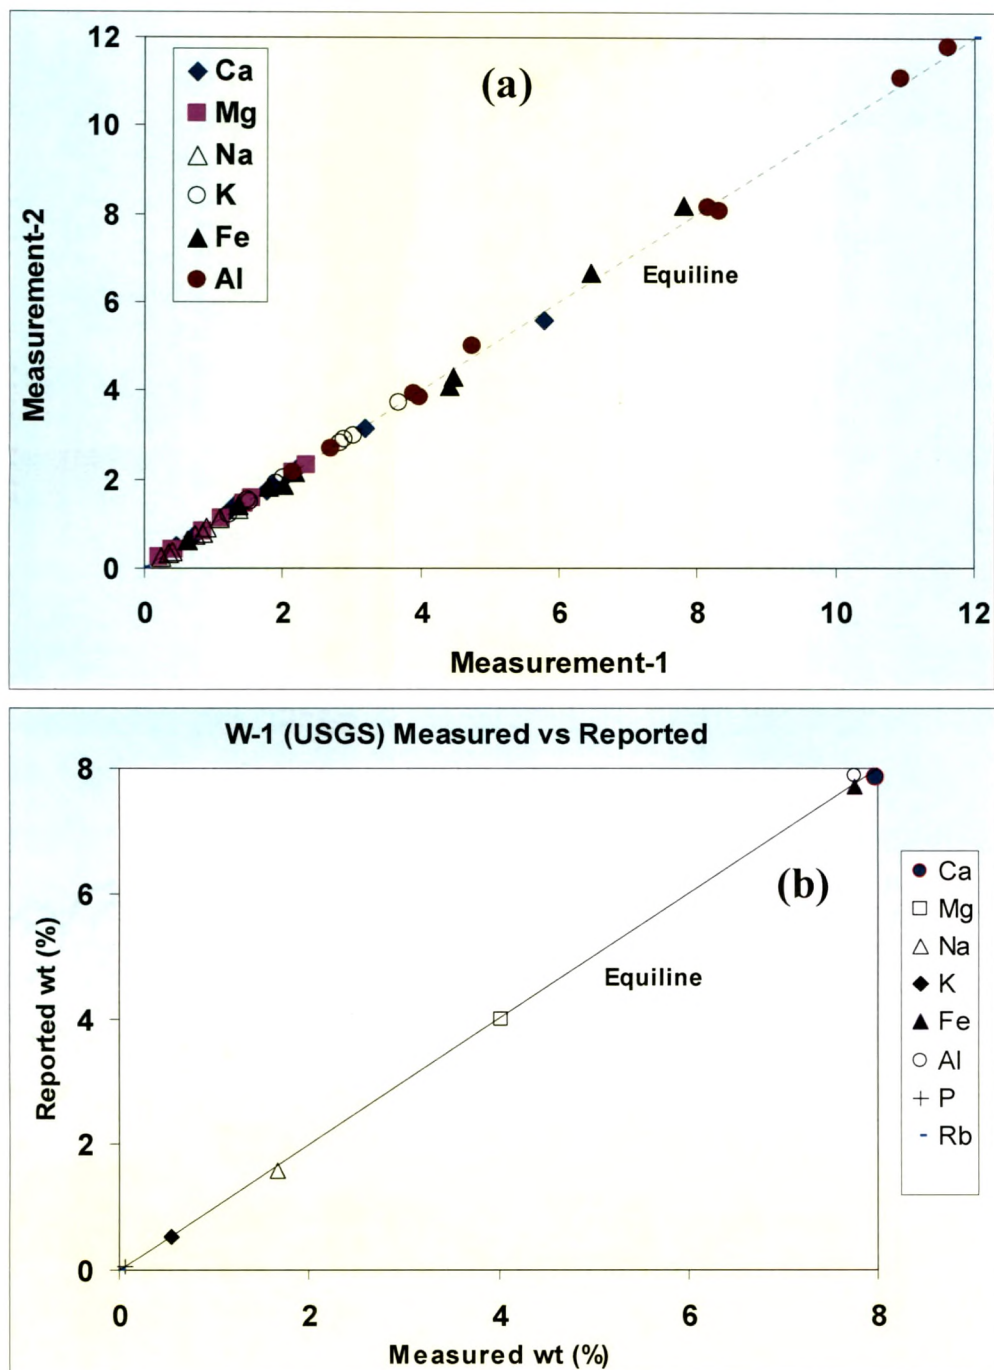 (a)
Ca
Mg
Na
K
Fe
Al
Equiline
12
10
8
6
4
2
0
Measurement-2
0 2 4 6 8 10 12
Measurement-1
W-1 (USGS) Measured vs Reported
(b)
Equiline
8
6
4
2
0
Reported wt (%)
0 2 4 6 8
Measured wt (%)
Ca
Mg
Na
K
Fe
Al
P
Rb